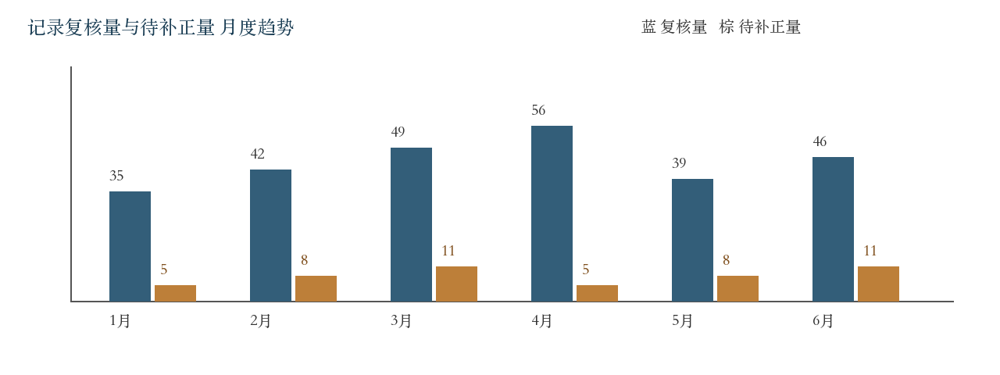 记录复核量与待补正量 月度趋势
蓝 复核量 棕 待补正量
35 5 42 8 49 11 56 5 39 8 46 11
1月 2月 3月 4月 5月 6月